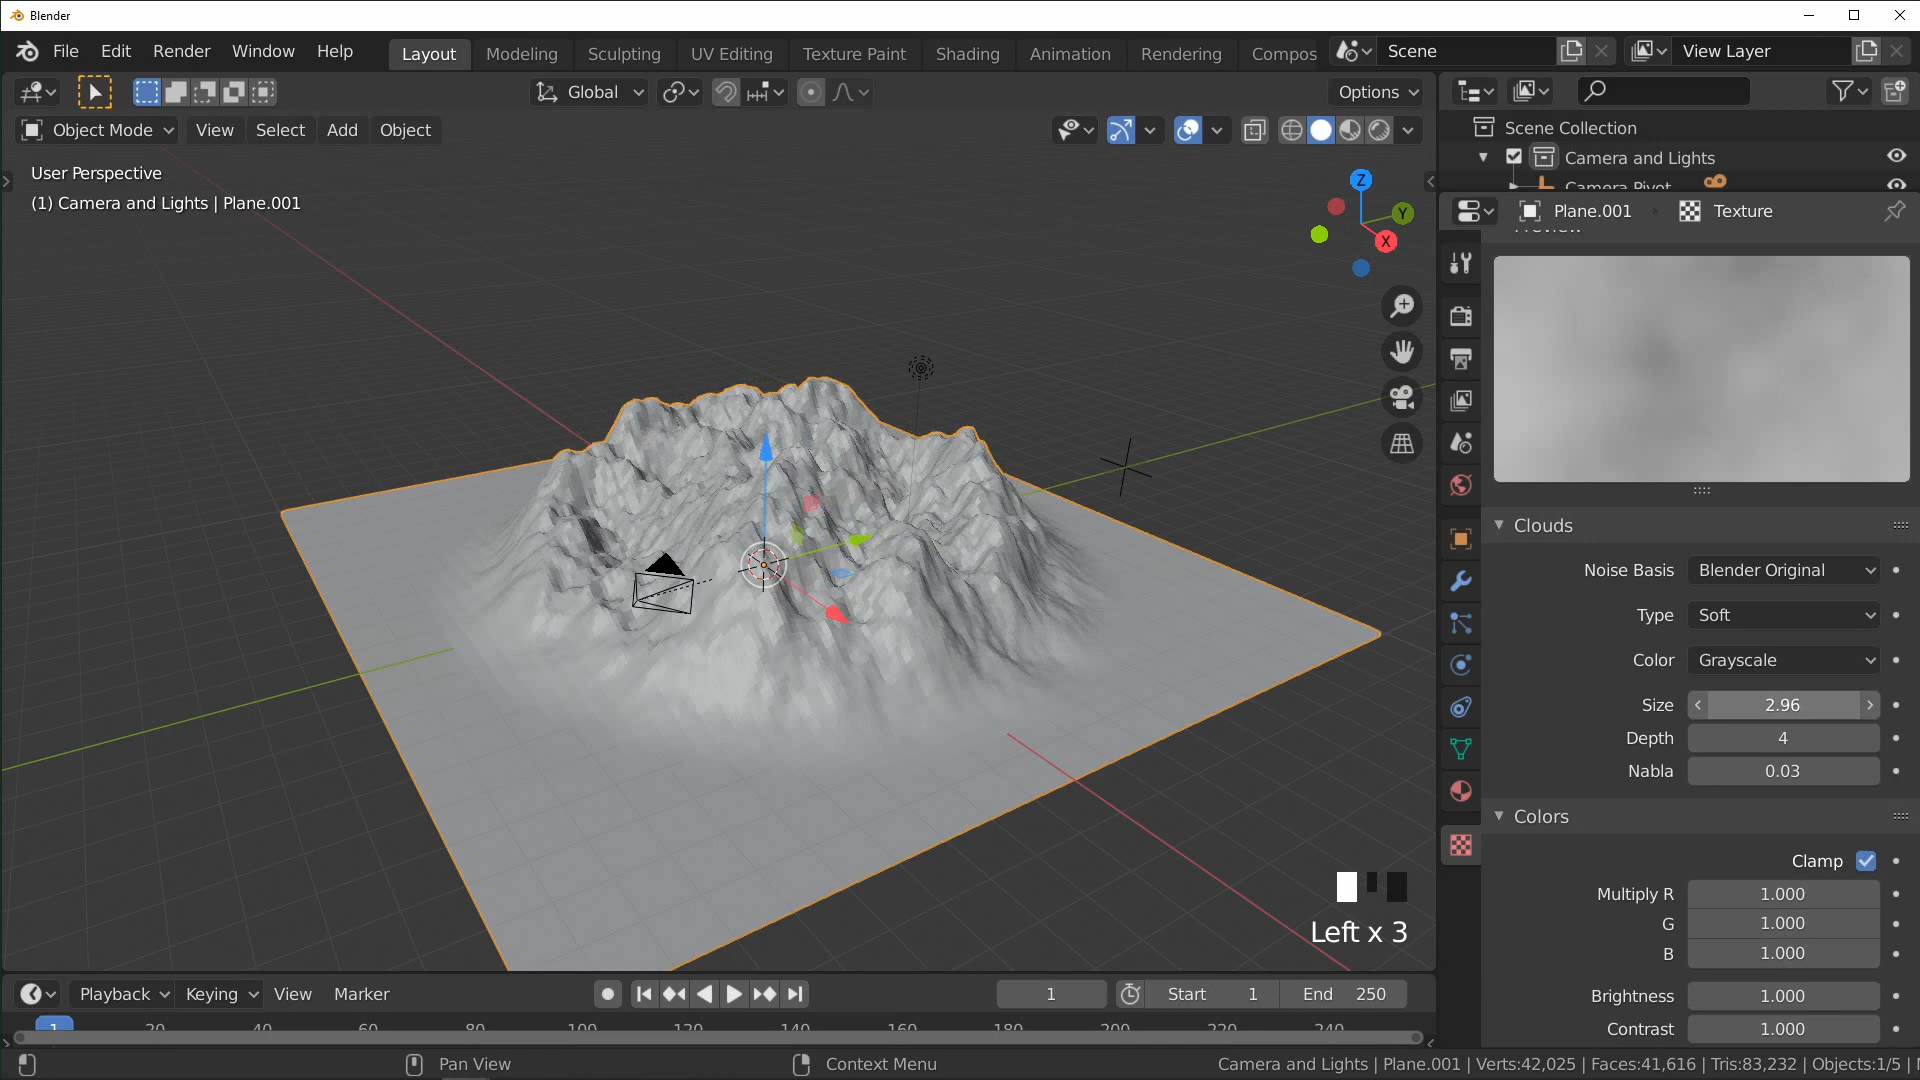 Blender
File Edit Render Window Help Layout Modeling Sculpting UV Editing Texture Paint Shading Animation Rendering Compos Scene View Layer
Global Options
Object Mode View Select Add Object
Scene Collection
Camera and Lights
Camera Pivot
User Perspective
(1) Camera and Lights | Plane.001
Z
Y
X
Plane.001 Texture
Preview
Clouds
Noise Basis Blender Original
Type Soft
Color Grayscale
Size 2.96
Depth 4
Nabla 0.03
Colors
Clamp
Multiply R 1.000
G 1.000
B 1.000
Brightness 1.000
Contrast 1.000
Left x 3
Playback Keying View Marker 1 Start 1 End 250
1 20 40 60 80 100 120 140 160 180 200 220 240
Pan View Context Menu Camera and Lights | Plane.001 | Verts:42,025 | Faces:41,616 | Tris:83,232 | Objects:1/5 |